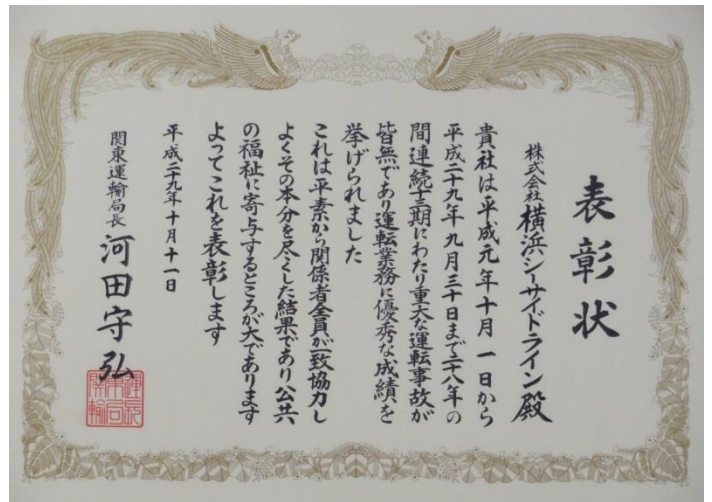 表彰状
株式会社横浜シーサイドライン殿
貴社は平成元年十月一日から
平成二十九年九月三十日まで二十八年の
間連続期にわたり重大な運転事故が
皆無であり運転業務に優秀な成績を
挙げられました
これは平素から関係者全員が一致協力し
よくその本分を尽くした結果であり公共
の福祉に寄与するところが大であります
よってこれを表彰します
平成二十九年十月十一日
関東運輸局長河田守弘